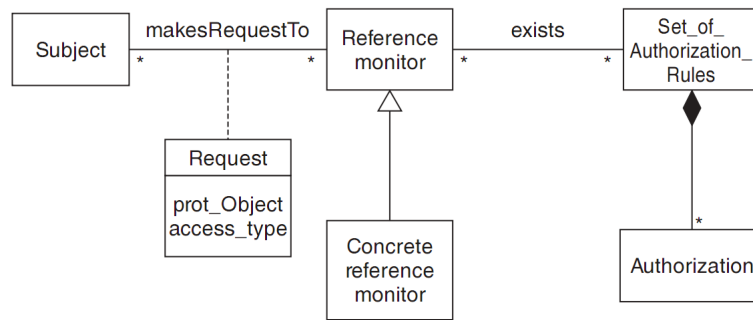 Subject
makesRequestTo
*
*
Reference
monitor
exists
*
*
Set_of_
Authorization_
Rules
Request
prot_Object
access_type
Concrete
reference
monitor
*
Authorization